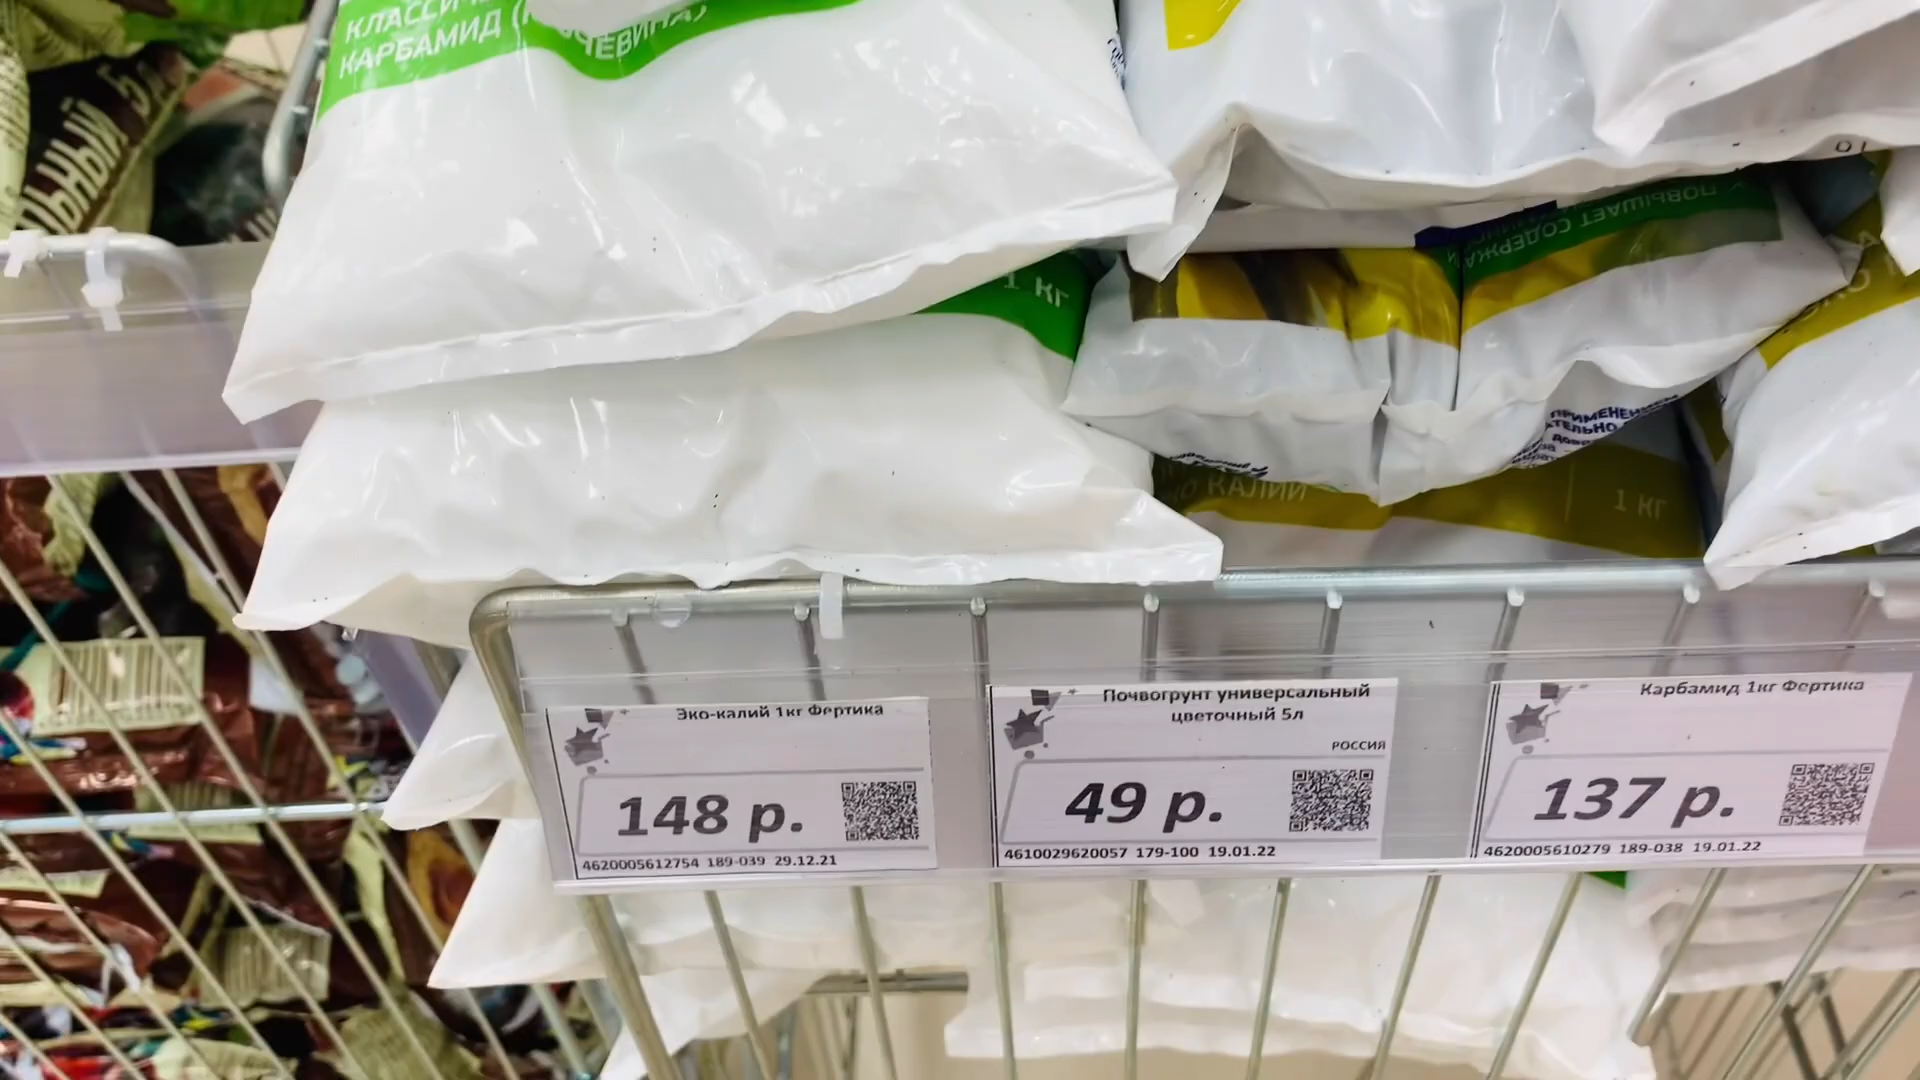 КАРБАМИД
1 кг
ПОВЫШАЕТ СОДЕРЖА
ПРИМЕНЕНИЕМ
КАЛИЙ
1 кг
Эко-калий 1кг Фертика
148 р.
4620005612754 189-039 29.12.21
Почвогрунт универсальный
цветочный 5л
РОССИЯ
49 р.
4610029620057 179-100 19.01.22
Карбамид 1кг Фертика
137 р.
4620005610279 189-038 19.01.22